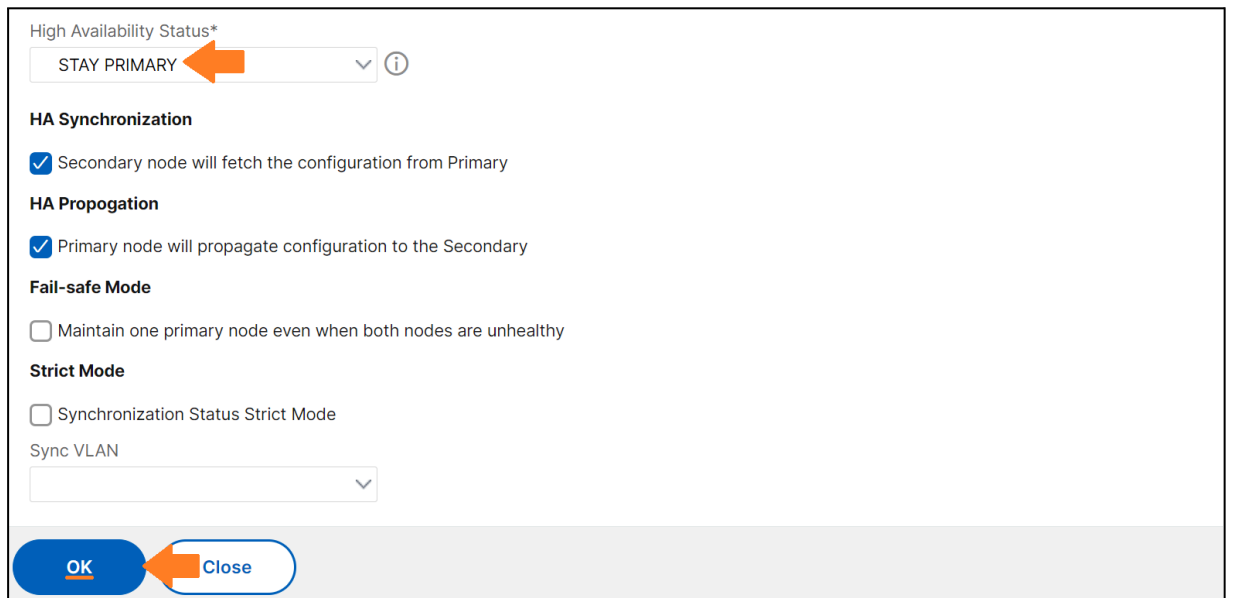 High Availability Status*
STAY PRIMARY
HA Synchronization
Secondary node will fetch the configuration from Primary
HA Propogation
Primary node will propagate configuration to the Secondary
Fail-safe Mode
Maintain one primary node even when both nodes are unhealthy
Strict Mode
Synchronization Status Strict Mode
Sync VLAN
OK Close